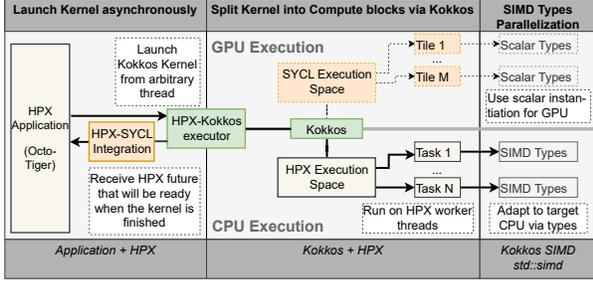 Launch Kernel asynchronously
Split Kernel into Compute blocks via Kokkos
SIMD Types
Parallelization
GPU Execution
Launch
Kokkos Kernel
from arbitrary
thread
HPX
Application
(Octo-
Tiger)
HPX-SYCL
Integration
HPX-Kokkos
executor
Receive HPX future
that will be ready
when the kernel is
finished
SYCL Execution
Space
Tile 1
...
Tile M
Kokkos
HPX Execution
Space
Task 1
...
Task N
Run on HPX worker
threads
CPU Execution
Scalar Types
Scalar Types
Use scalar instan-
tiation for GPU
SIMD Types
SIMD Types
Adapt to target
CPU via types
Application + HPX
Kokkos + HPX
Kokkos SIMD
std::simd